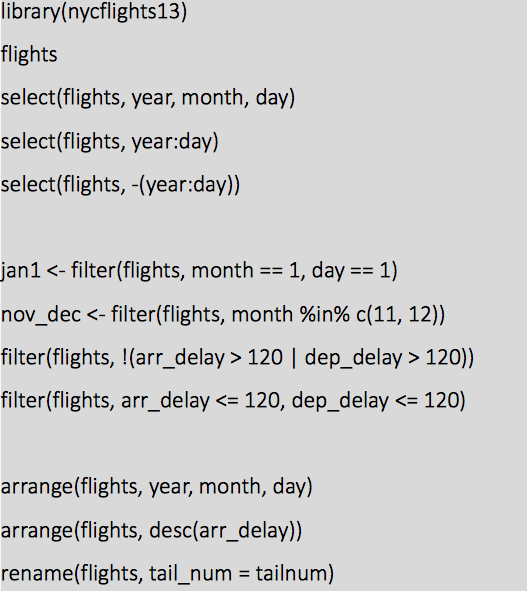 library(nycflights13)
flights
select(flights, year, month, day)
select(flights, year:day)
select(flights, -(year:day))
jan1 <- filter(flights, month == 1, day == 1)
nov_dec <- filter(flights, month %in% c(11, 12))
filter(flights, !(arr_delay > 120 | dep_delay > 120))
filter(flights, arr_delay <= 120, dep_delay <= 120)
arrange(flights, year, month, day)
arrange(flights, desc(arr_delay))
rename(flights, tail_num = tailnum)